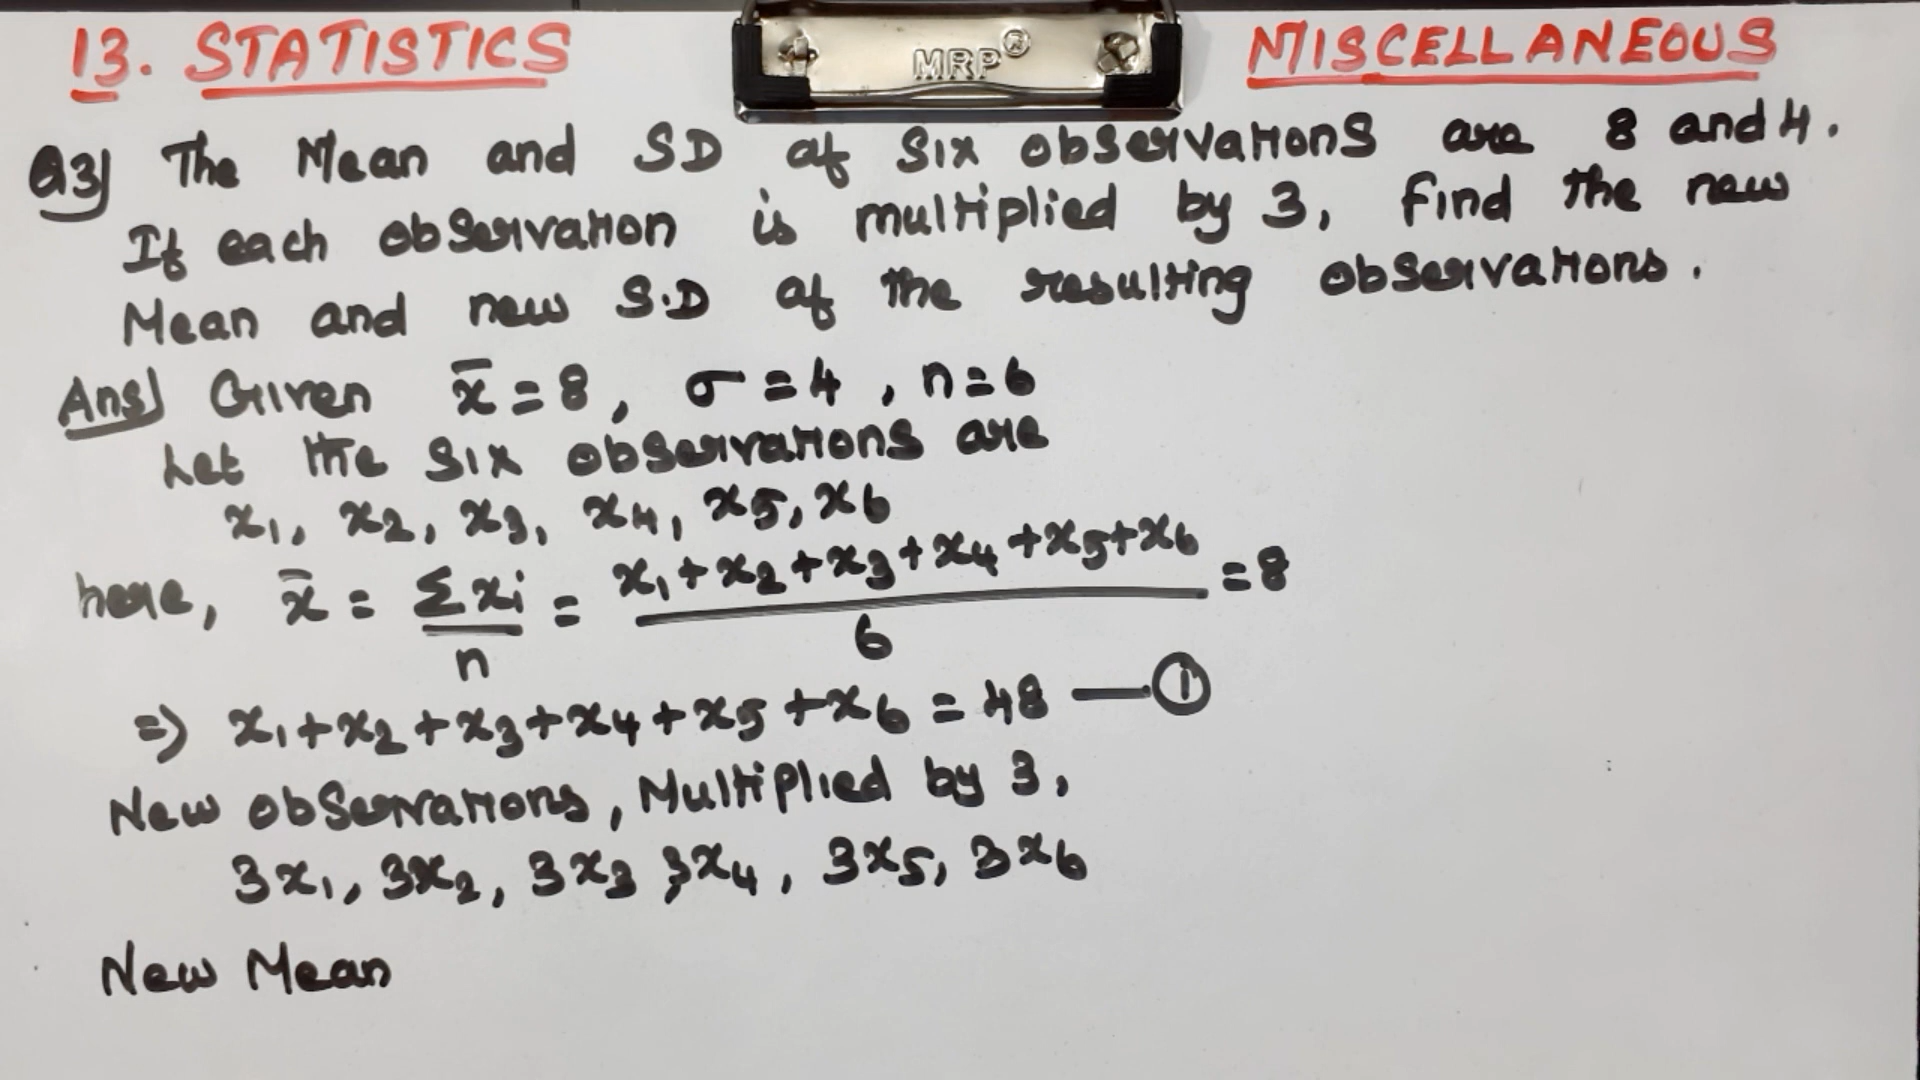 13. STATISTICS
MRP®
MISCELLANEOUS
Q3) The Mean and SD of Six observations are 8 and 4.
If each observation is multiplied by 3, find the new
Mean and new S.D of the resulting observations.
Ans) Given x̄ = 8, σ = 4, n = 6
Let the six observations are
x₁, x₂, x₃, x₄, x₅, x₆
here, x̄ = Σxi/n = (x₁+x₂+x₃+x₄+x₅+x₆)/6 = 8
⇒) x₁+x₂+x₃+x₄+x₅+x₆ = 48 — ①
New observations, Multiplied by 3,
3x₁, 3x₂, 3x₃, 3x₄, 3x₅, 3x₆
New Mean